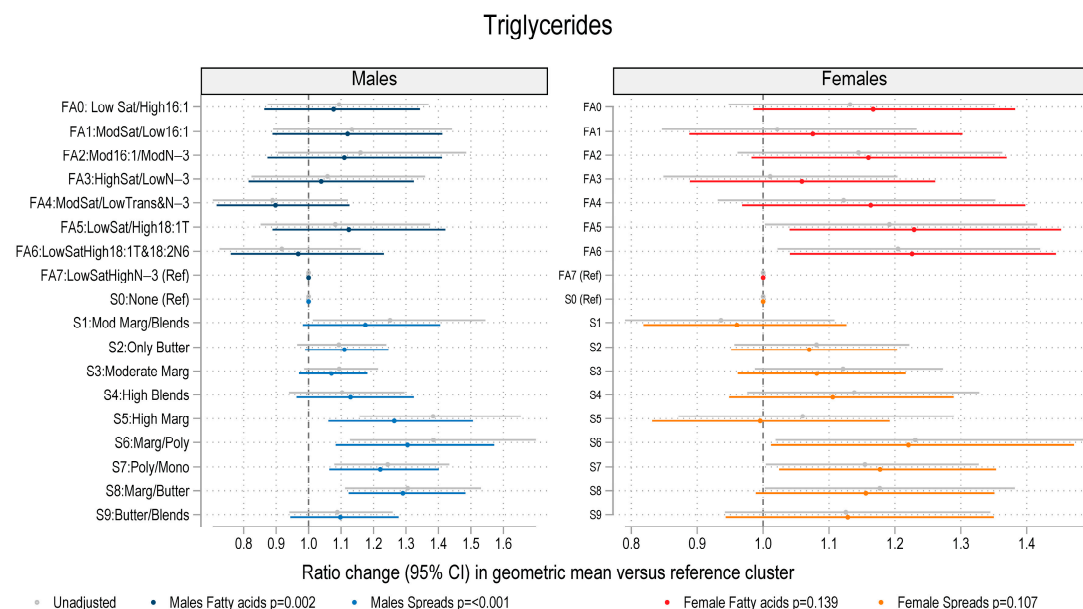 Triglycerides
Males
Females
FA0: Low Sat/High16:1
FA1:ModSat/Low16:1
FA2:Mod16:1/ModN–3
FA3:HighSat/LowN–3
FA4:ModSat/LowTrans&N–3
FA5:LowSat/High18:1T
FA6:LowSatHigh18:1T&18:2N6
FA7:LowSatHighN–3 (Ref)
S0:None (Ref)
S1:Mod Marg/Blends
S2:Only Butter
S3:Moderate Marg
S4:High Blends
S5:High Marg
S6:Marg/Poly
S7:Poly/Mono
S8:Marg/Butter
S9:Butter/Blends
0.8 0.9 1.0 1.1 1.2 1.3 1.4 1.5 1.6
FA0
FA1
FA2
FA3
FA4
FA5
FA6
FA7 (Ref)
S0 (Ref)
S1
S2
S3
S4
S5
S6
S7
S8
S9
0.8 0.9 1.0 1.1 1.2 1.3 1.4
Ratio change (95% CI) in geometric mean versus reference cluster
Unadjusted Males Fatty acids p=0.002 Males Spreads p=<0.001 Female Fatty acids p=0.139 Female Spreads p=0.107